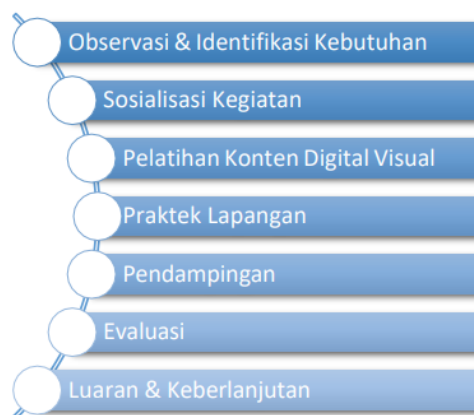 Observasi & Identifikasi Kebutuhan
Sosialisasi Kegiatan
Pelatihan Konten Digital Visual
Praktek Lapangan
Pendampingan
Evaluasi
Luaran & Keberlanjutan